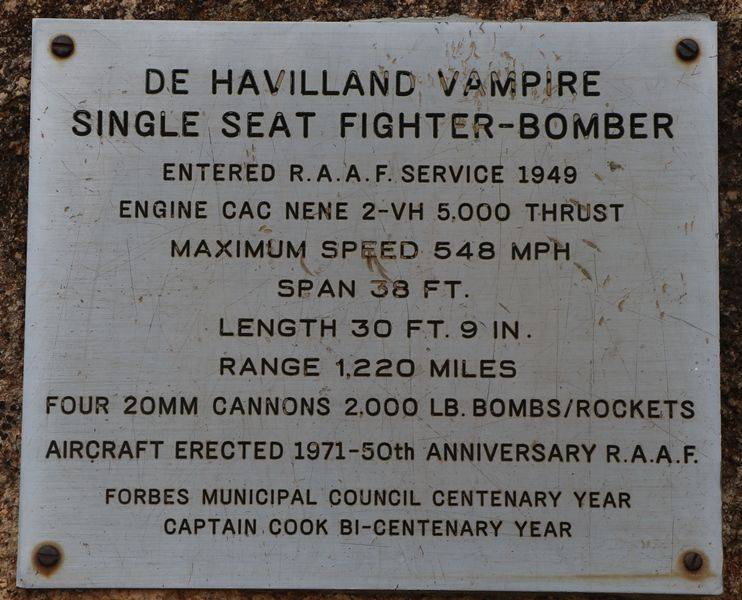 DE HAVILLAND VAMPIRE
SINGLE SEAT FIGHTER-BOMBER
ENTERED R.A.A.F. SERVICE 1949
ENGINE CAC NENE 2-VH 5,000 THRUST
MAXIMUM SPEED 548 MPH
SPAN 38 FT.
LENGTH 30 FT. 9 IN.
RANGE 1,220 MILES
FOUR 20MM CANNONS 2,000 LB. BOMBS/ROCKETS
AIRCRAFT ERECTED 1971-50th ANNIVERSARY R.A.A.F.
FORBES MUNICIPAL COUNCIL CENTENARY YEAR
CAPTAIN COOK BI-CENTENARY YEAR